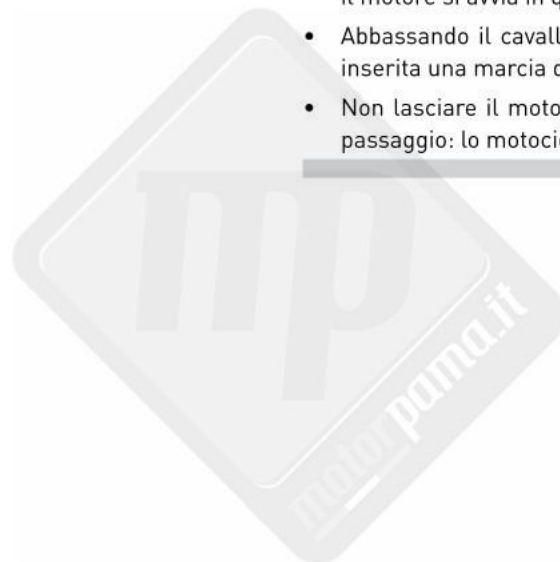 il motore si avvia in
• Abbassando il cavall
inserita una marcia
• Non lasciare il moto
passaggio: lo motoci
mp
motorpama.it